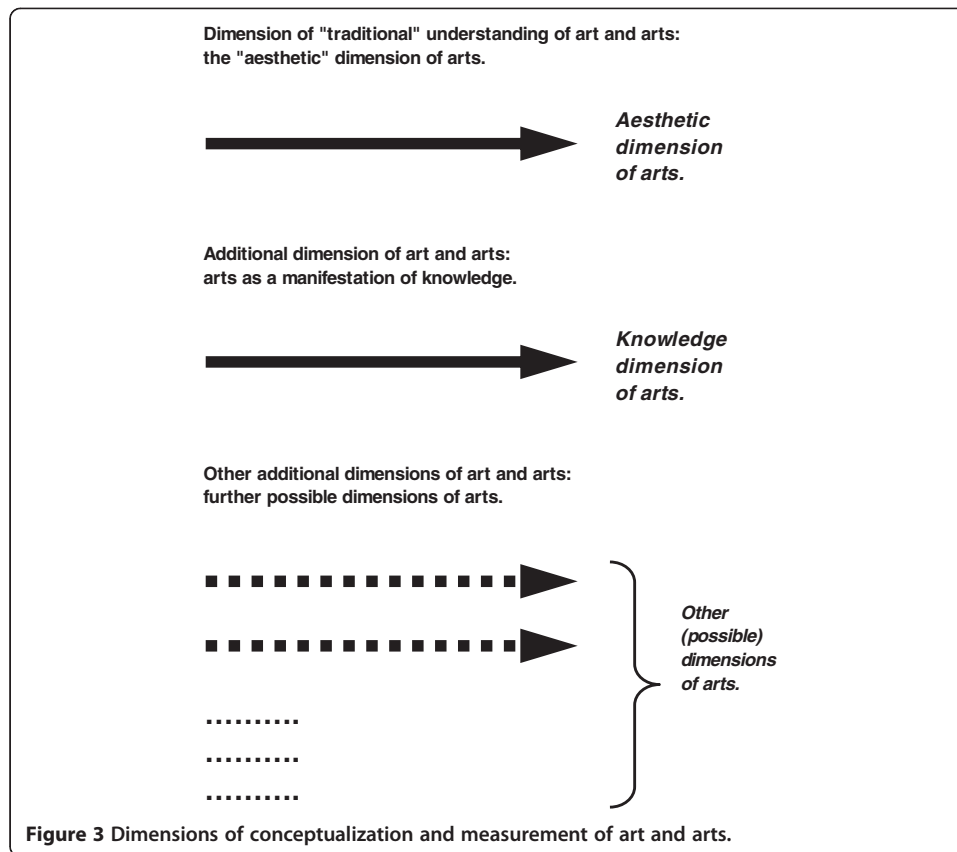 Dimension of "traditional" understanding of art and arts:
the "aesthetic" dimension of arts.
Aesthetic
dimension
of arts.
Additional dimension of art and arts:
arts as a manifestation of knowledge.
Knowledge
dimension
of arts.
Other additional dimensions of art and arts:
further possible dimensions of arts.
Other
(possible)
dimensions
of arts.
..........
..........
..........
Figure 3 Dimensions of conceptualization and measurement of art and arts.